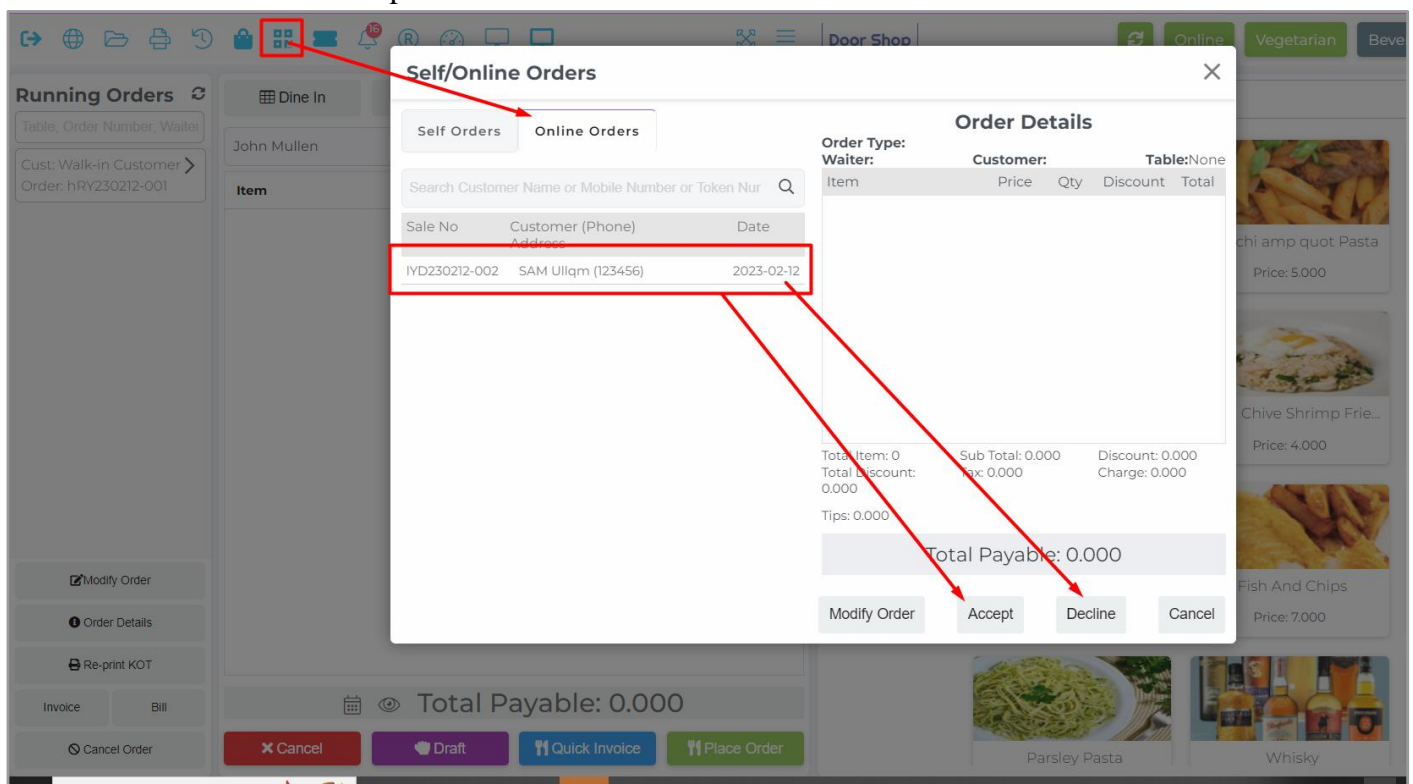 16
R
Door Shop
Online
Vegetarian
Beve
Running Orders
Table, Order Number, Waiter
Cust: Walk-in Customer
Order: hRY230212-001
Modify Order
Order Details
Re-print KOT
Invoice
Bill
Cancel Order
Dine In
John Mullen
Item
Total Payable: 0.000
Cancel
Draft
Quick Invoice
Place Order
Self/Online Orders
Self Orders
Online Orders
Search Customer Name or Mobile Number or Token Nur
Sale No Customer (Phone) Date
Address
IYD230212-002 SAM Ullqm (123456) 2023-02-12
Order Details
Order Type:
Waiter: Customer: Table:None
Item Price Qty Discount Total
Total Item: 0 Sub Total: 0.000 Discount: 0.000
Total Discount: Tax: 0.000 Charge: 0.000
0.000
Tips: 0.000
Total Payable: 0.000
Modify Order Accept Decline Cancel
chi amp quot Pasta
Price: 5.000
Chive Shrimp Frie...
Price: 4.000
Fish And Chips
Price: 7.000
Parsley Pasta
Whisky